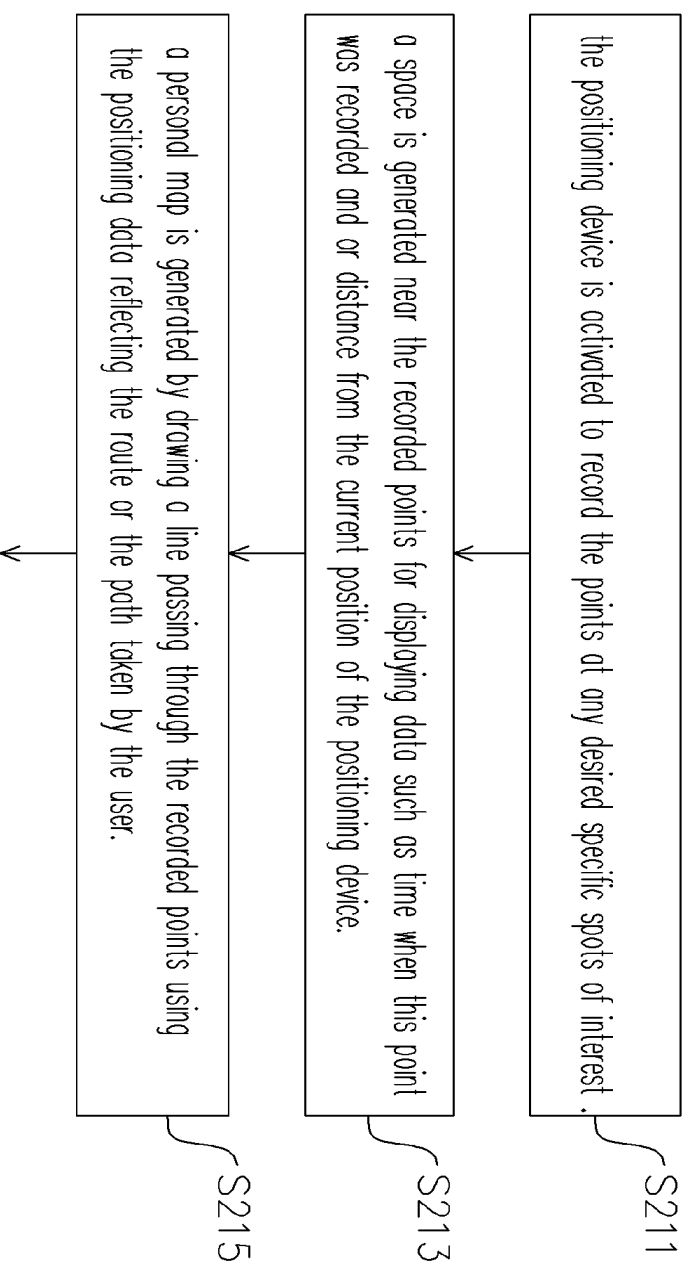 the positioning device is activated to record the points at any desired specific spots of interest.
S211
a space is generated near the recorded points for displaying data such as time when this point
was recorded and or distance from the current position of the positioning device.
S213
a personal map is generated by drawing a line passing through the recorded points using
the positioning data reflecting the route or the path taken by the user.
S215